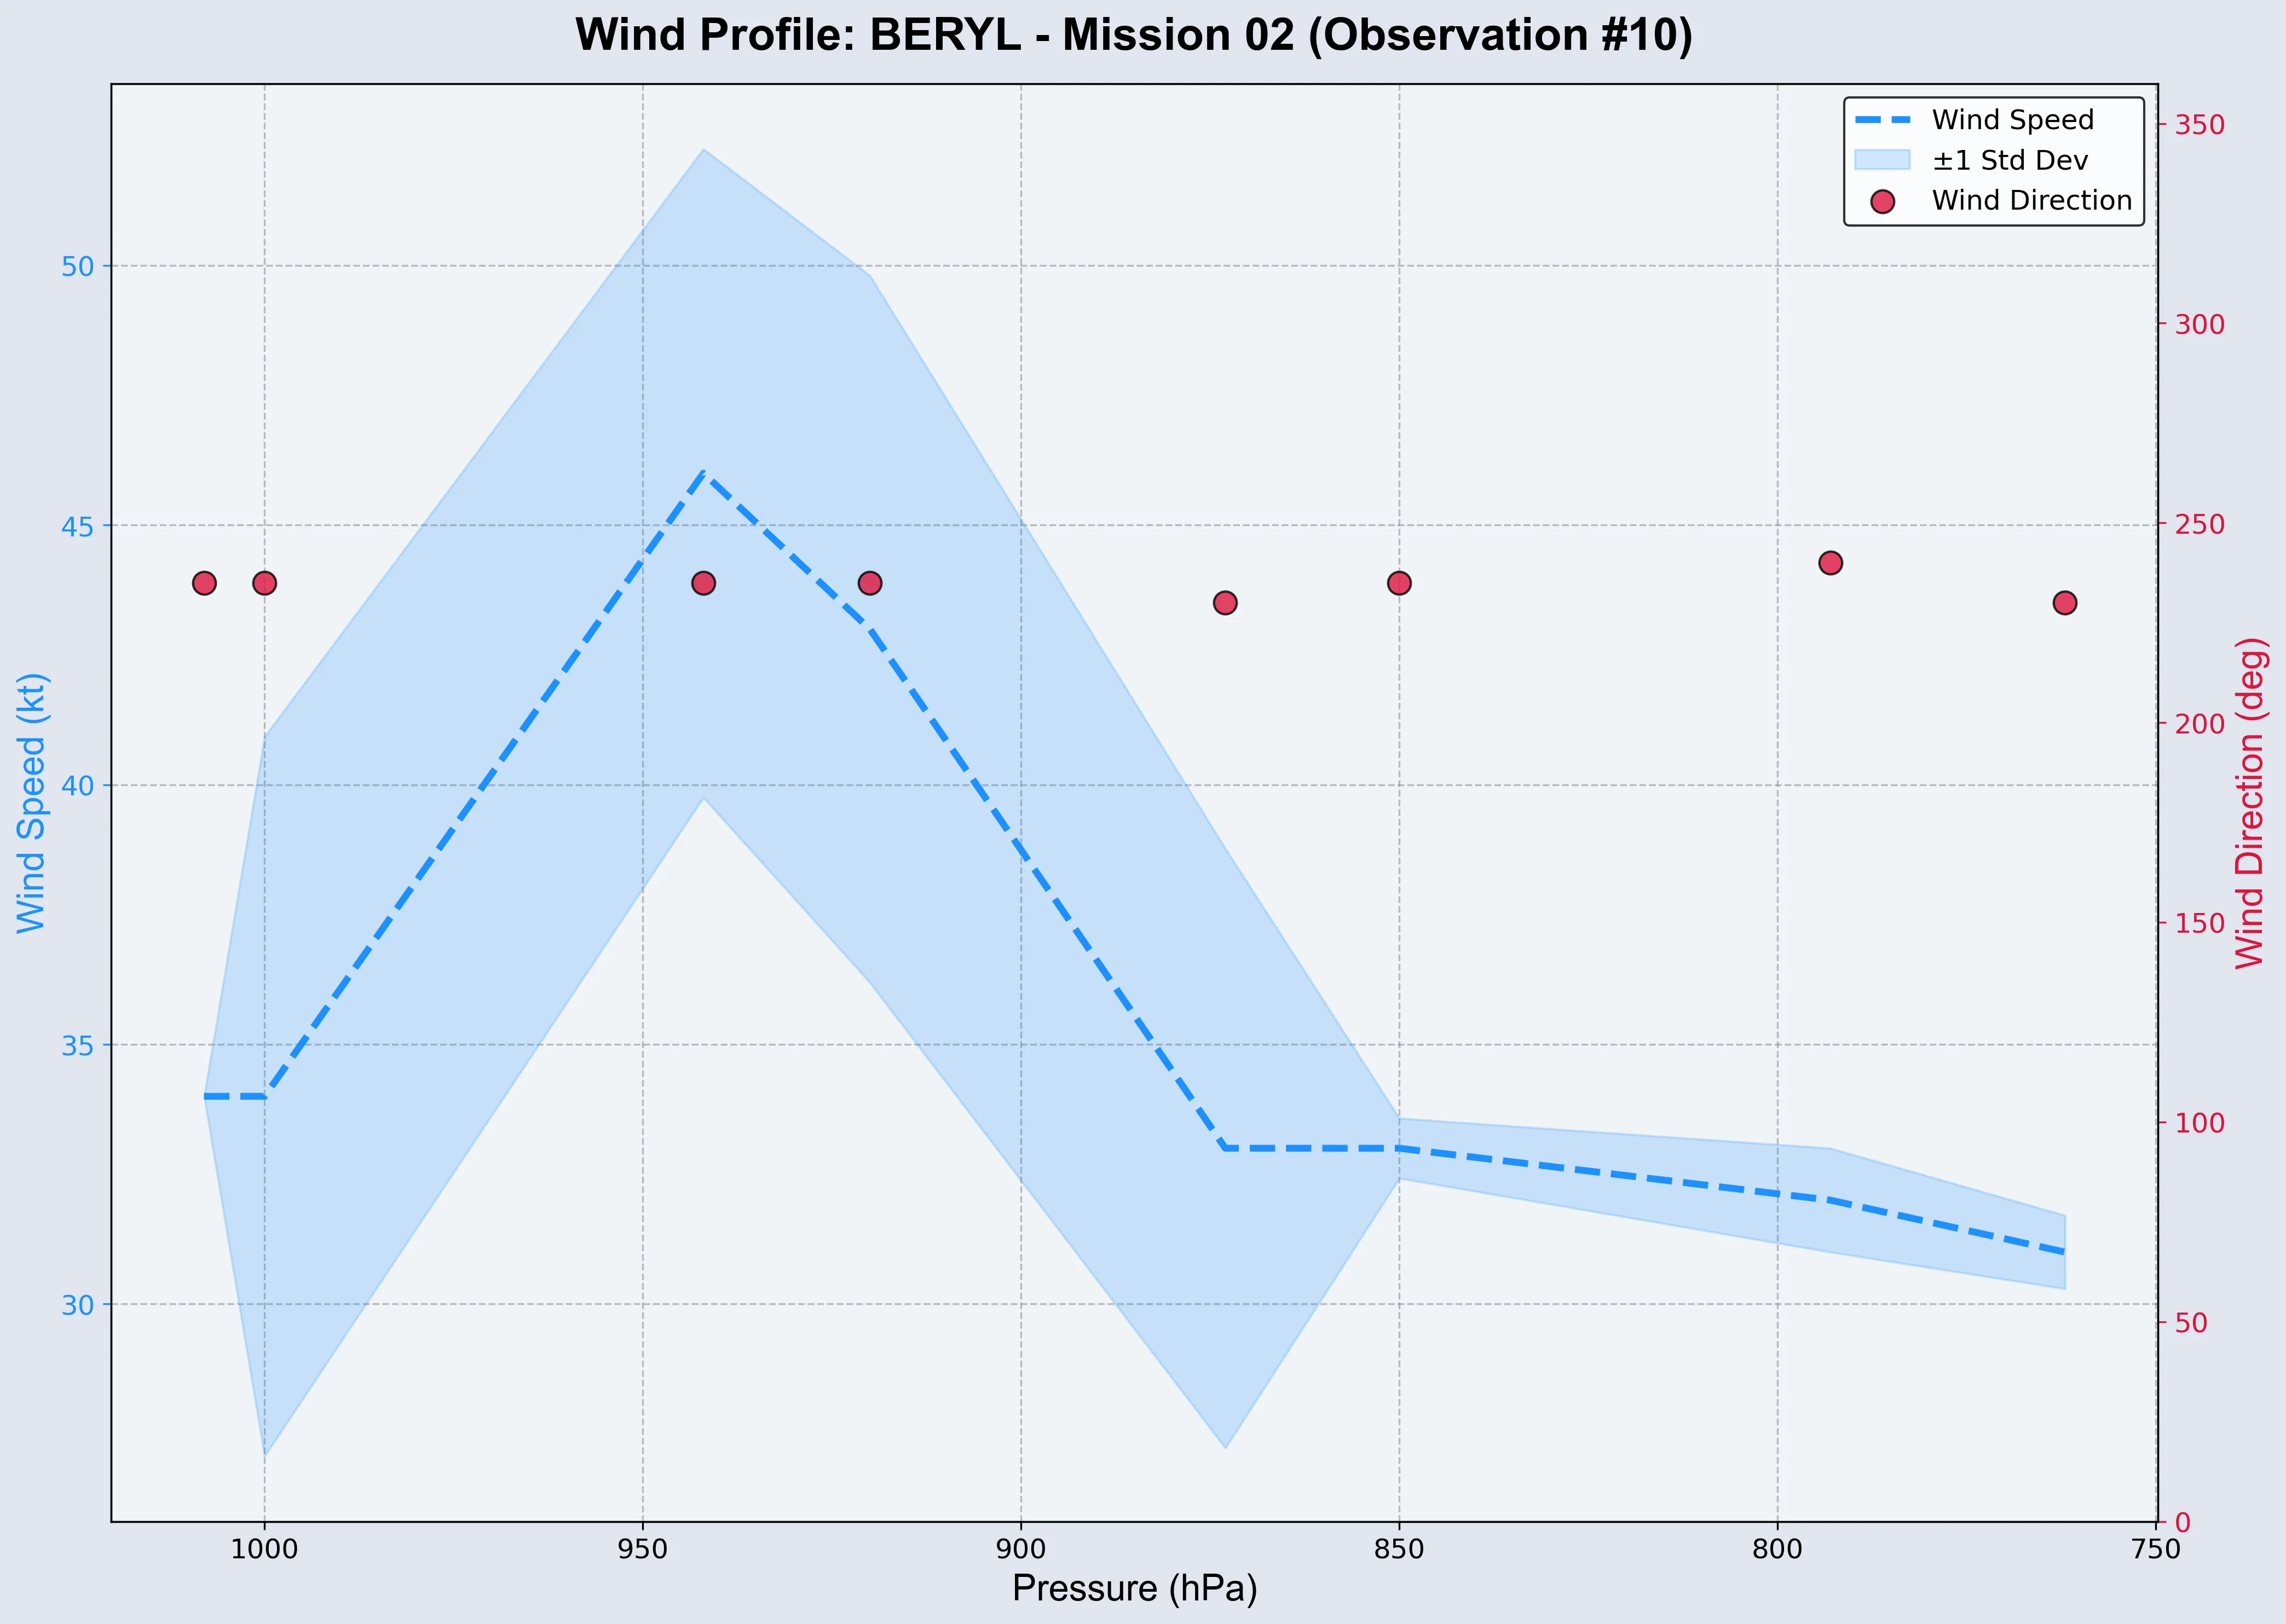 Wind Profile: BERYL - Mission 02 (Observation #10)
Wind Speed
±1 Std Dev
Wind Direction
Wind Speed (kt)
50
45
40
35
30
350
300
250
200
150
100
50
0
Wind Direction (deg)
1000 950 900 850 800 750
Pressure (hPa)